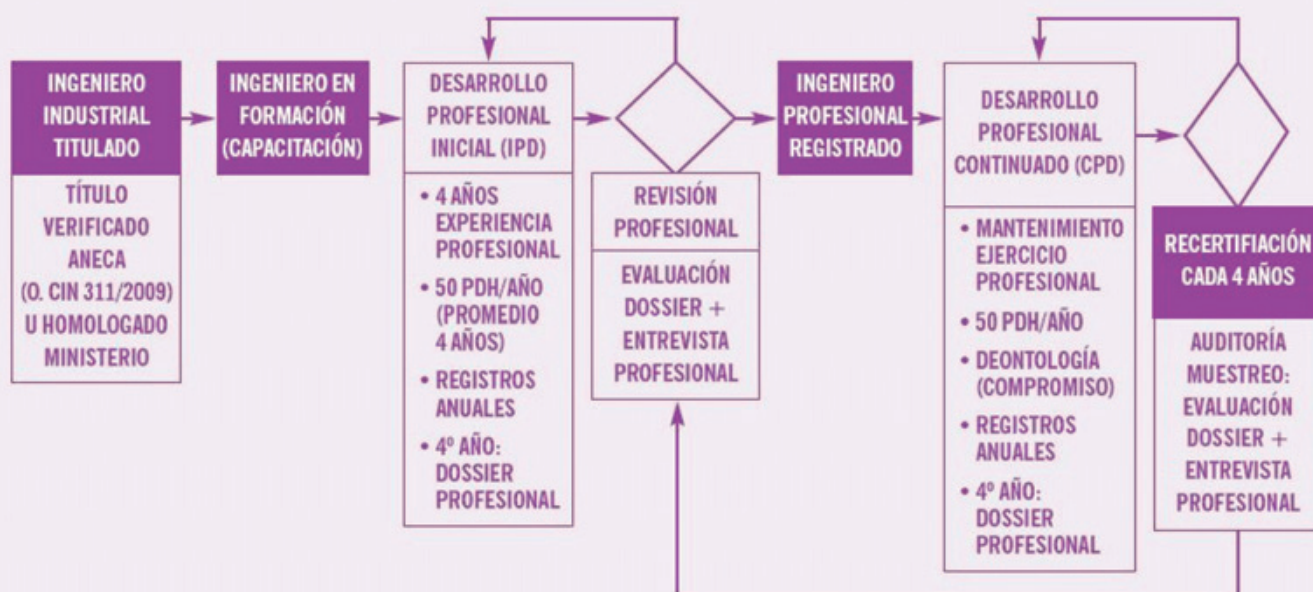 INGENIERO
INDUSTRIAL
TITULADO
TÍTULO
VERIFICADO
ANECA
(O. CIN 311/2009)
U HOMOLOGADO
MINISTERIO
INGENIERO EN
FORMACIÓN
(CAPACITACIÓN)
DESARROLLO
PROFESIONAL
INICIAL (IPD)
• 4 AÑOS
EXPERIENCIA
PROFESIONAL
• 50 PDH/AÑO
(PROMEDIO
4 AÑOS)
• REGISTROS
ANUALES
• 4º AÑO:
DOSSIER
PROFESIONAL
REVISIÓN
PROFESIONAL
EVALUACIÓN
DOSSIER +
ENTREVISTA
PROFESIONAL
INGENIERO
PROFESIONAL
REGISTRADO
DESARROLLO
PROFESIONAL
CONTINUADO (CPD)
• MANTENIMIENTO
EJERCICIO
PROFESIONAL
• 50 PDH/AÑO
• DEONTOLOGÍA
(COMPROMISO)
• REGISTROS
ANUALES
• 4º AÑO:
DOSSIER
PROFESIONAL
RECERTIFIACIÓN
CADA 4 AÑOS
AUDITORÍA
MUESTREO:
EVALUACIÓN
DOSSIER +
ENTREVISTA
PROFESIONAL